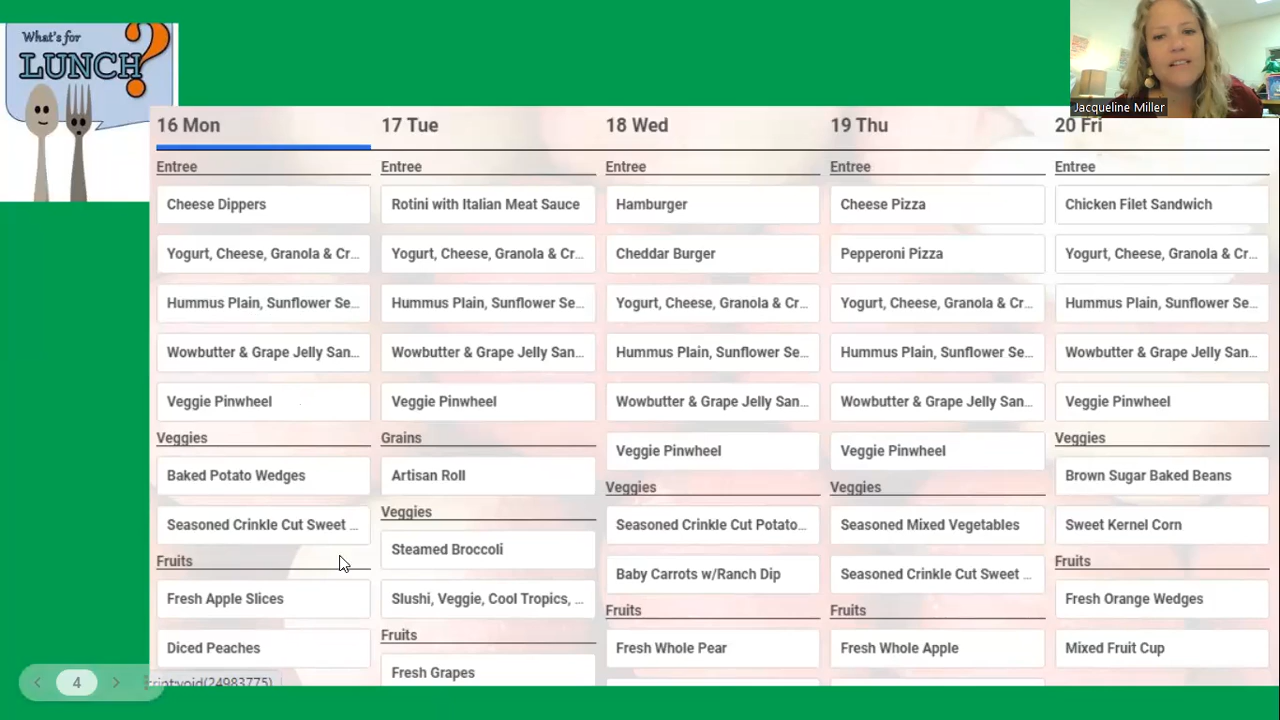 What's for
LUNCH?
Jacqueline Miller
16 Mon
Entree
Cheese Dippers
Yogurt, Cheese, Granola & Cr...
Hummus Plain, Sunflower Se...
Wowbutter & Grape Jelly San...
Veggie Pinwheel
Veggies
Baked Potato Wedges
Seasoned Crinkle Cut Sweet ...
Fruits
Fresh Apple Slices
Diced Peaches
17 Tue
Entree
Rotini with Italian Meat Sauce
Yogurt, Cheese, Granola & Cr...
Hummus Plain, Sunflower Se...
Wowbutter & Grape Jelly San...
Veggie Pinwheel
Grains
Artisan Roll
Veggies
Steamed Broccoli
Slushi, Veggie, Cool Tropics, ...
Fruits
Fresh Grapes
18 Wed
Entree
Hamburger
Cheddar Burger
Yogurt, Cheese, Granola & Cr...
Hummus Plain, Sunflower Se...
Wowbutter & Grape Jelly San...
Veggie Pinwheel
Veggies
Seasoned Crinkle Cut Potato...
Baby Carrots w/Ranch Dip
Fruits
Fresh Whole Pear
19 Thu
Entree
Cheese Pizza
Pepperoni Pizza
Yogurt, Cheese, Granola & Cr...
Hummus Plain, Sunflower Se...
Wowbutter & Grape Jelly San...
Veggie Pinwheel
Veggies
Seasoned Mixed Vegetables
Seasoned Crinkle Cut Sweet ...
Fruits
Fresh Whole Apple
20 Fri
Entree
Chicken Filet Sandwich
Yogurt, Cheese, Granola & Cr...
Hummus Plain, Sunflower Se...
Wowbutter & Grape Jelly San...
Veggie Pinwheel
Veggies
Brown Sugar Baked Beans
Sweet Kernel Corn
Fruits
Fresh Orange Wedges
Mixed Fruit Cup
4
cript:void(24983775)